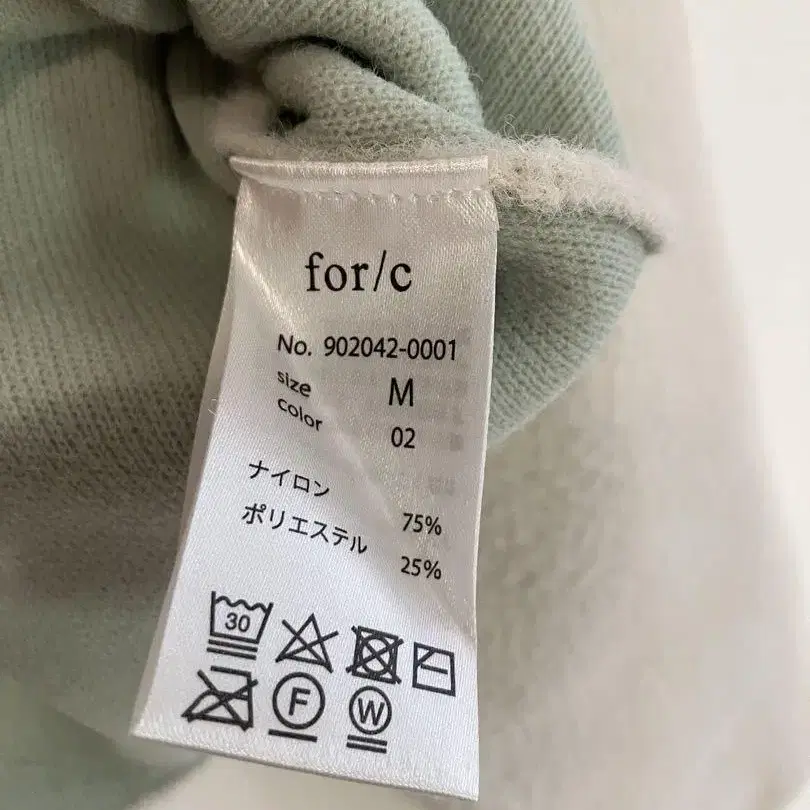 for/c
No. 902042-0001
size M
color 02
ナイロン 75%
ポリエステル 25%
30
F W